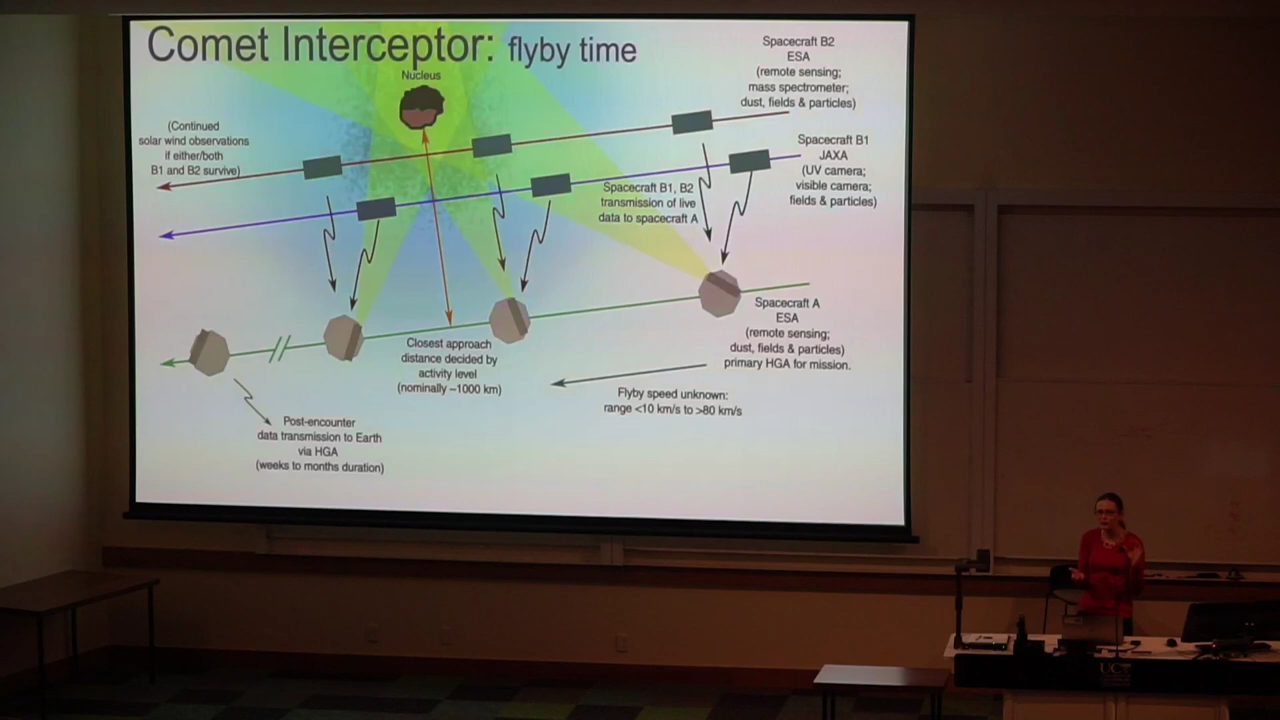 Comet Interceptor: flyby time
Nucleus
Spacecraft B2
ESA
(remote sensing;
mass spectrometer;
dust, fields & particles)
(Continued
solar wind observations
if either/both
B1 and B2 survive)
Spacecraft B1
JAXA
(UV camera;
visible camera;
fields & particles)
Spacecraft B1, B2
transmission of live
data to spacecraft A
Spacecraft A
ESA
(remote sensing;
dust, fields & particles)
primary HGA for mission.
Closest approach
distance decided by
activity level
(nominally ~1000 km)
Flyby speed unknown:
range <10 km/s to >80 km/s
Post-encounter
data transmission to Earth
via HGA
(weeks to months duration)